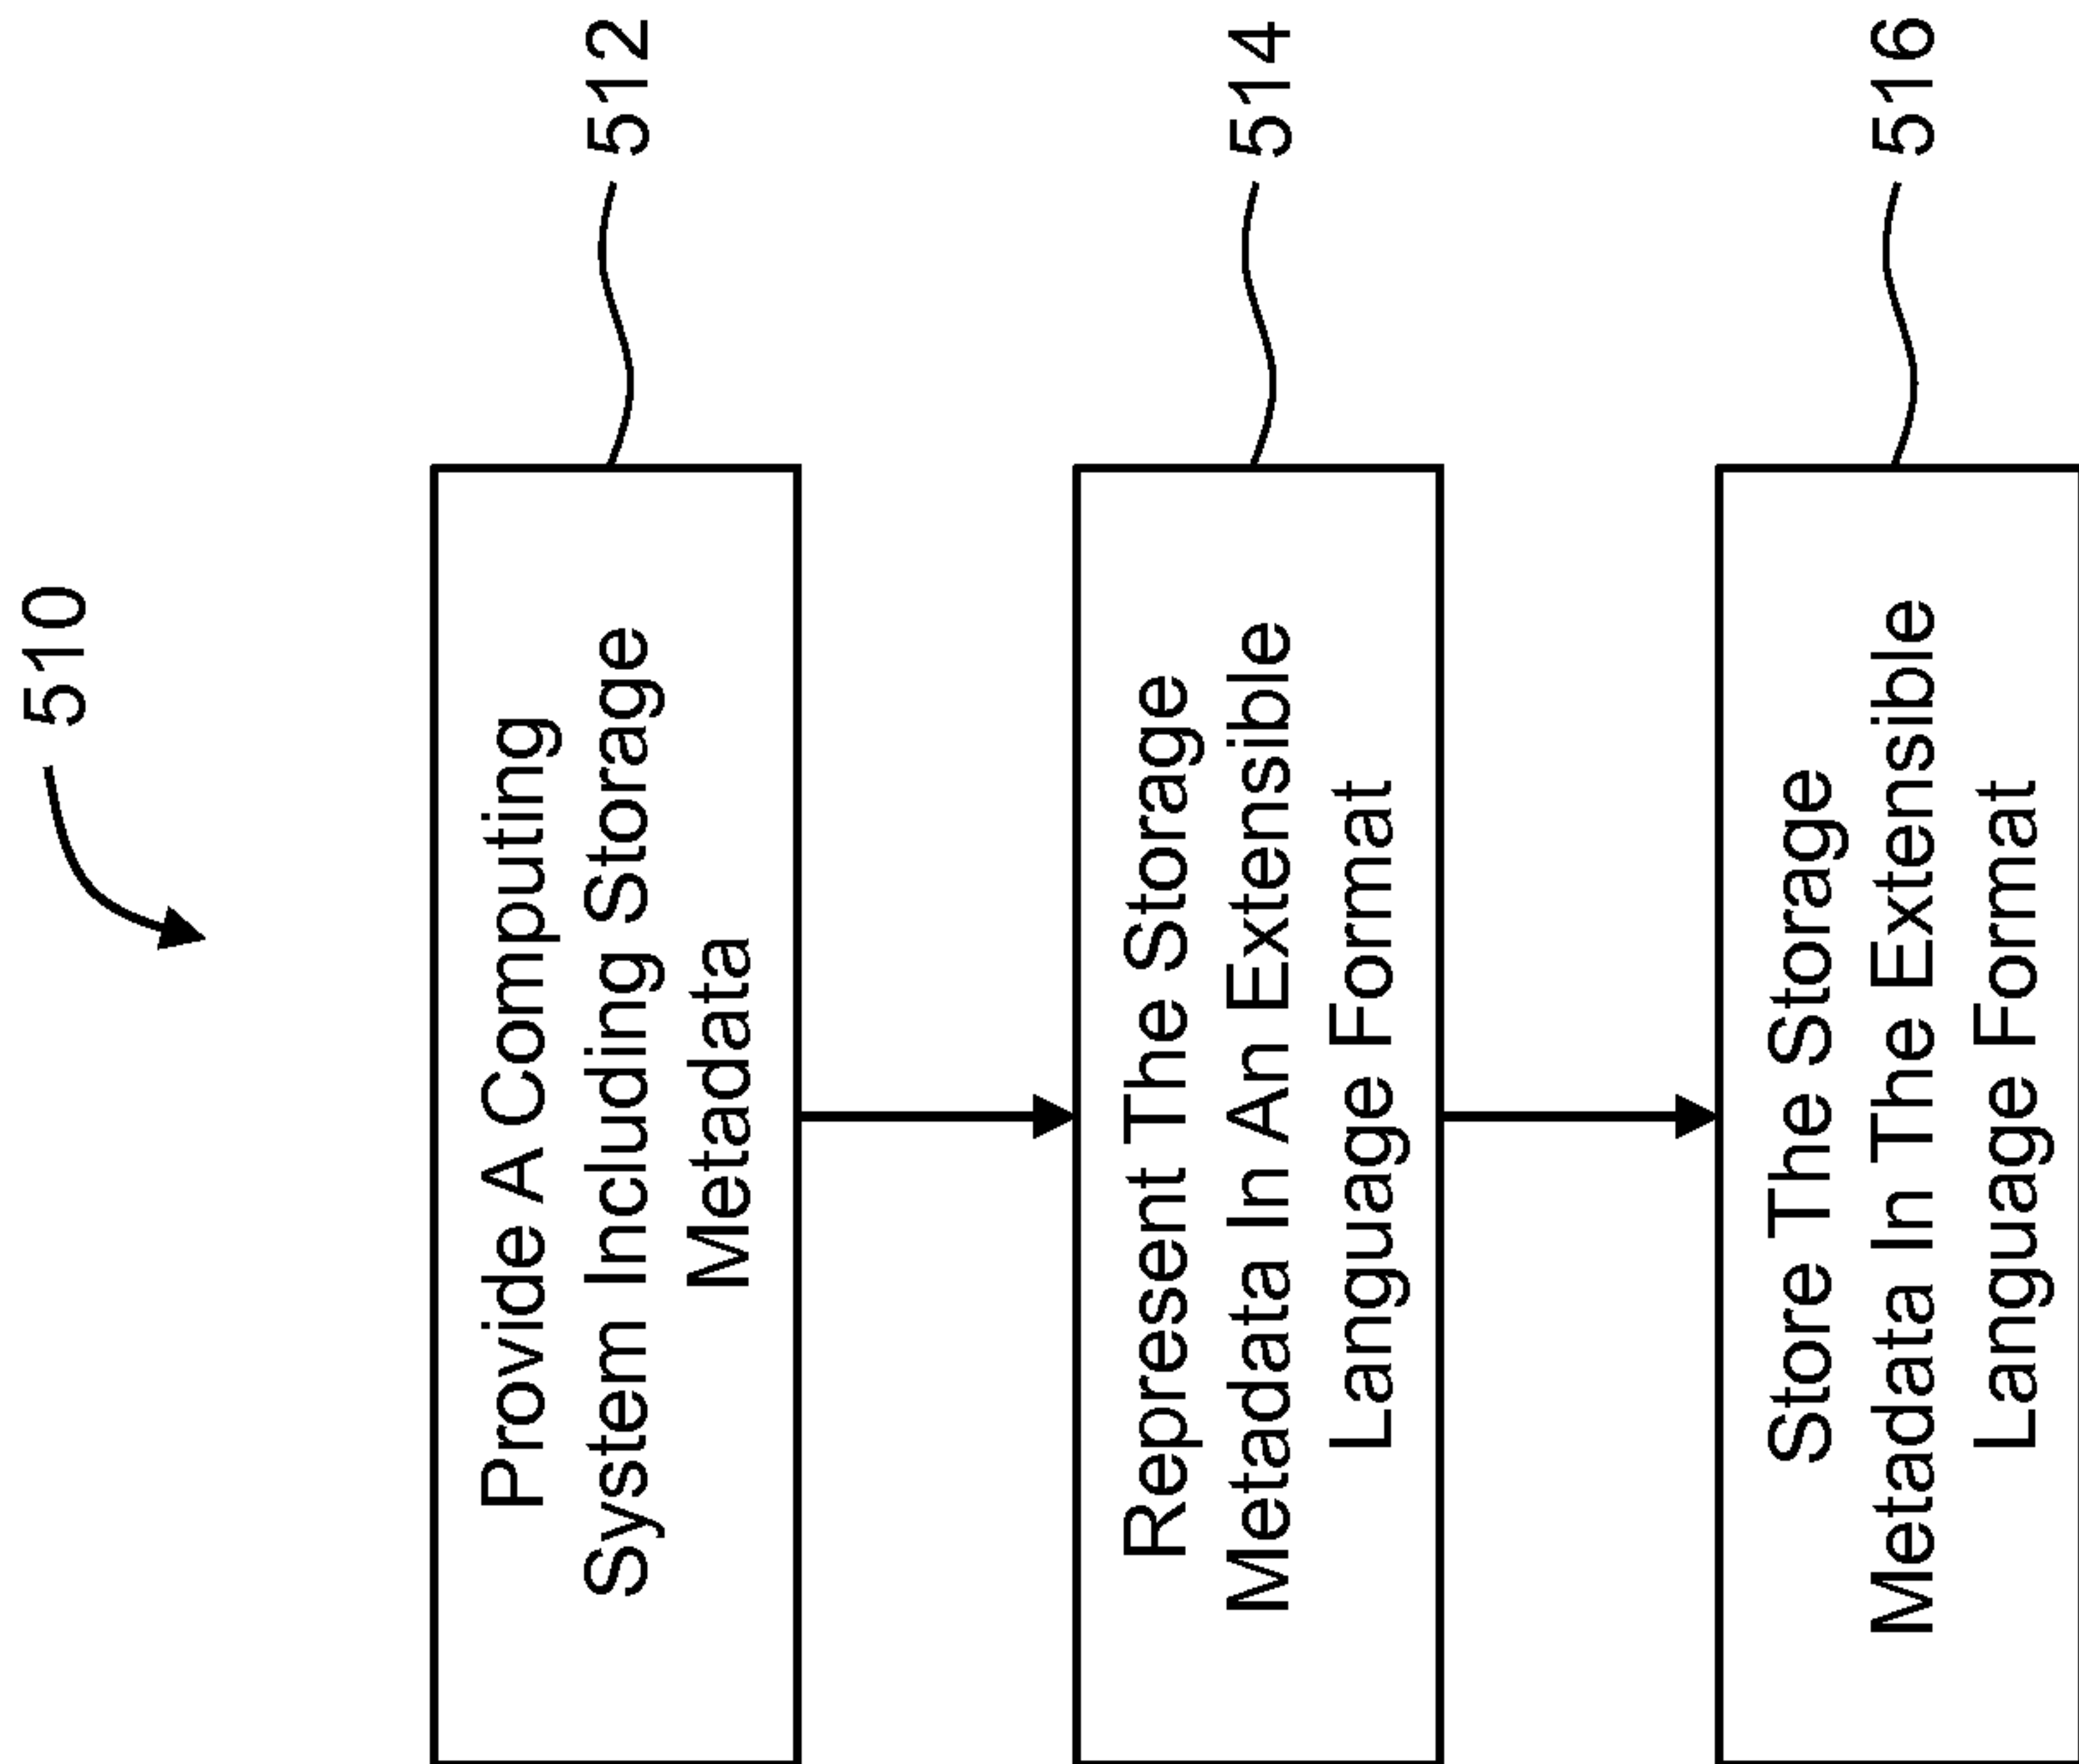 510
Provide A Computing
System Including Storage
Metadata
512
Represent The Storage
Metadata In An Extensible
Language Format
514
Store The Storage
Metadata In The Extensible
Language Format
516